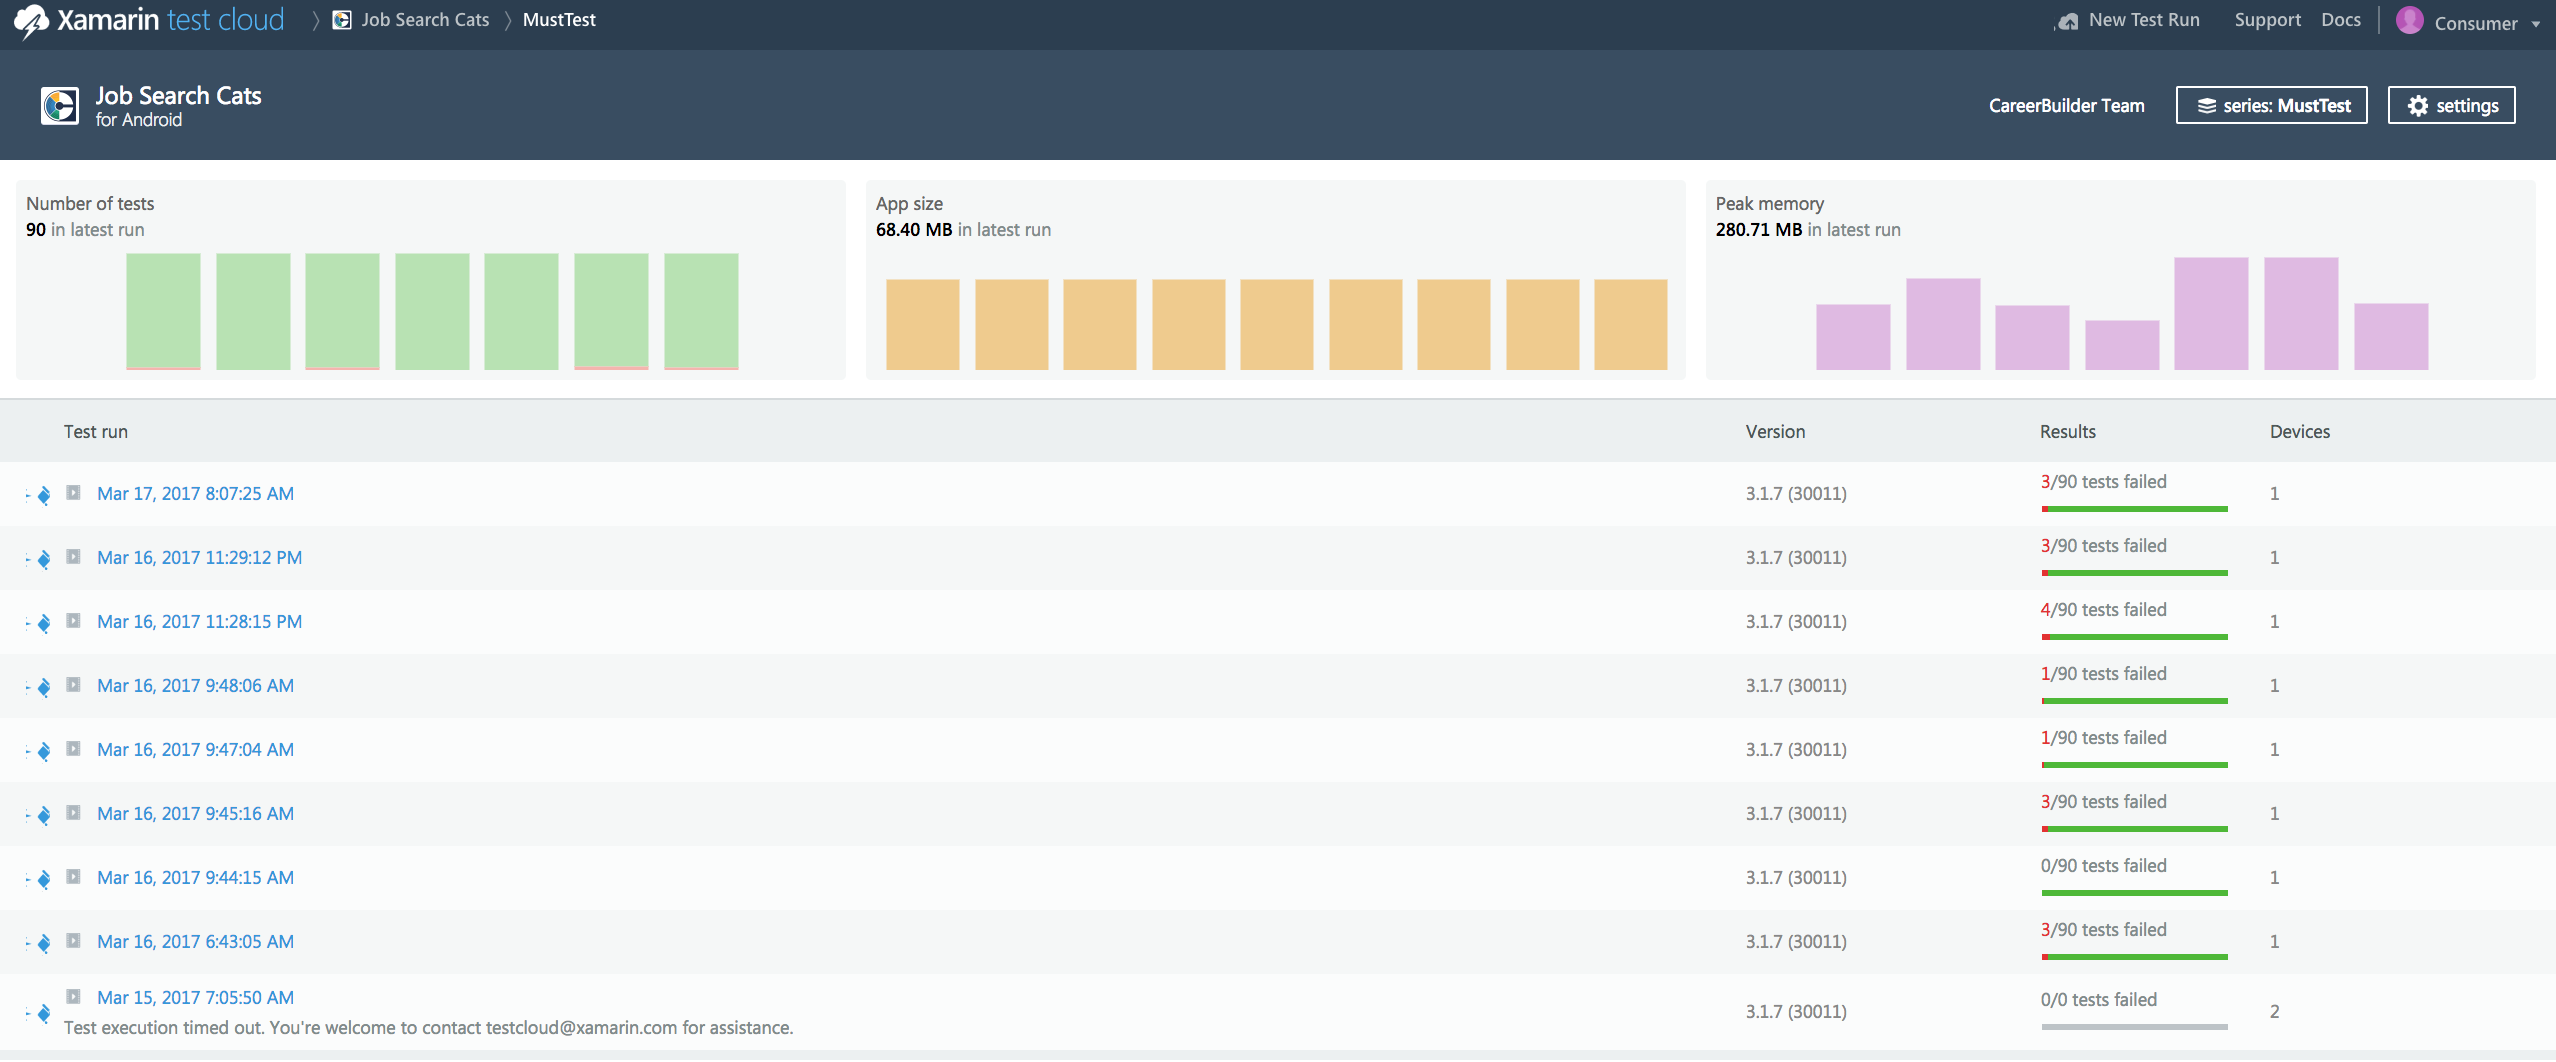 Xamarin test cloud 〉 Job Search Cats 〉 MustTest New Test Run Support Docs Consumer
Job Search Cats
for Android
CareerBuilder Team series: MustTest settings
Number of tests
90 in latest run
App size
68.40 MB in latest run
Peak memory
280.71 MB in latest run
Test run Version Results Devices
Mar 17, 2017 8:07:25 AM 3.1.7 (30011) 3/90 tests failed 1
Mar 16, 2017 11:29:12 PM 3.1.7 (30011) 3/90 tests failed 1
Mar 16, 2017 11:28:15 PM 3.1.7 (30011) 4/90 tests failed 1
Mar 16, 2017 9:48:06 AM 3.1.7 (30011) 1/90 tests failed 1
Mar 16, 2017 9:47:04 AM 3.1.7 (30011) 1/90 tests failed 1
Mar 16, 2017 9:45:16 AM 3.1.7 (30011) 3/90 tests failed 1
Mar 16, 2017 9:44:15 AM 3.1.7 (30011) 0/90 tests failed 1
Mar 16, 2017 6:43:05 AM 3.1.7 (30011) 3/90 tests failed 1
Mar 15, 2017 7:05:50 AM 3.1.7 (30011) 0/0 tests failed 2
Test execution timed out. You're welcome to contact testcloud@xamarin.com for assistance.